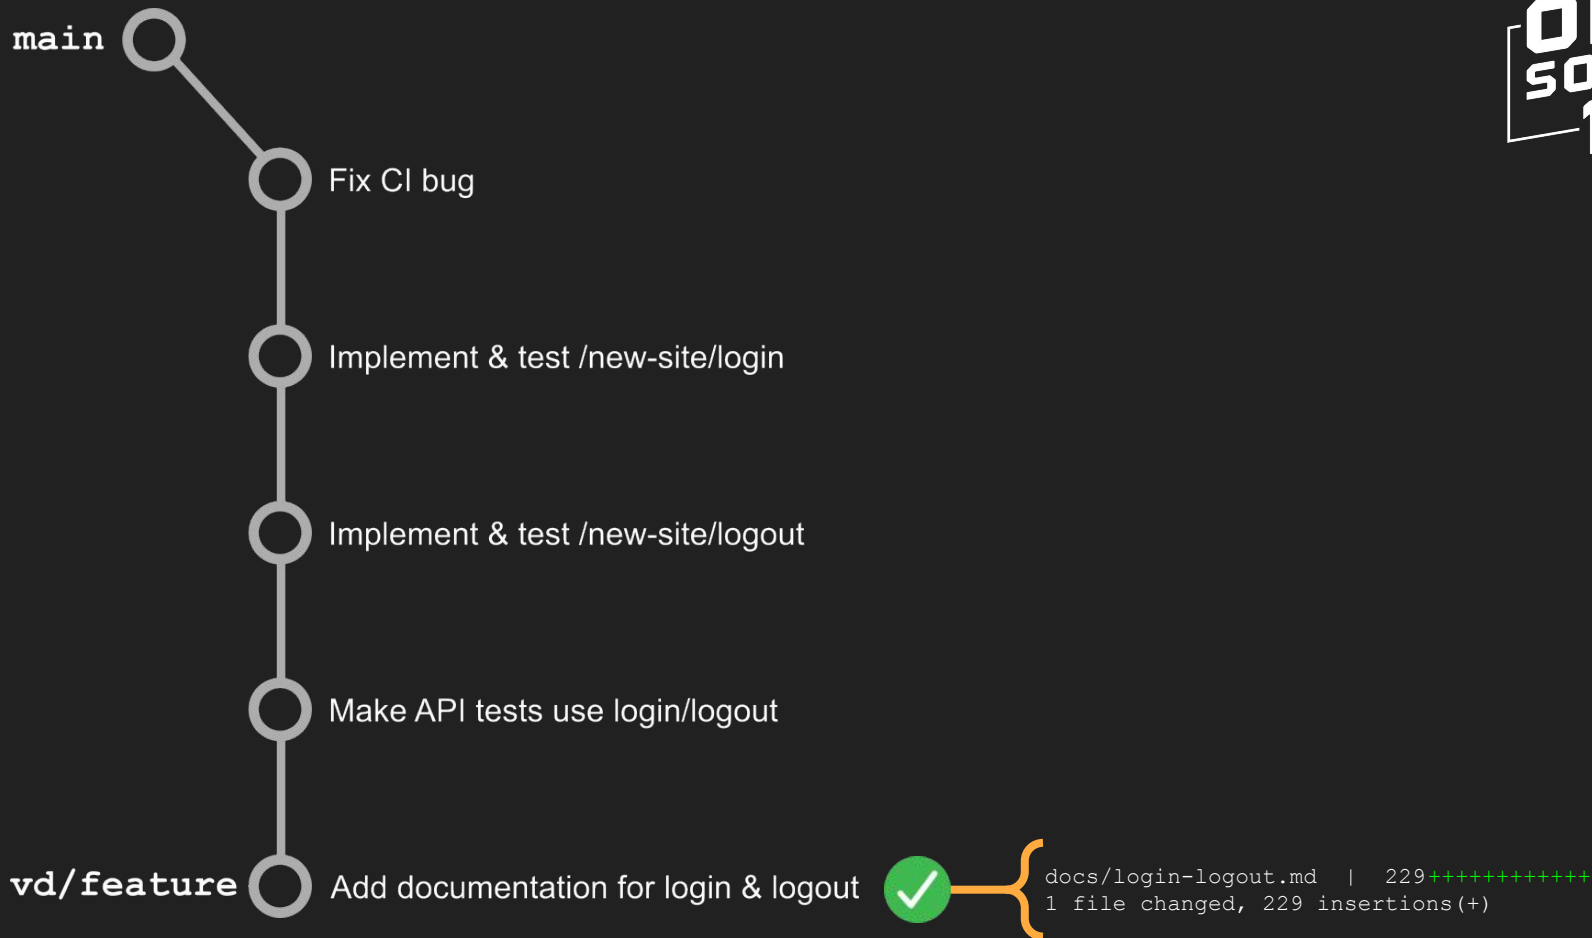 main
Fix CI bug
Implement & test /new-site/login
Implement & test /new-site/logout
Make API tests use login/logout
vd/feature
Add documentation for login & logout
docs/login-logout.md | 229++++++++++++
1 file changed, 229 insertions(+)